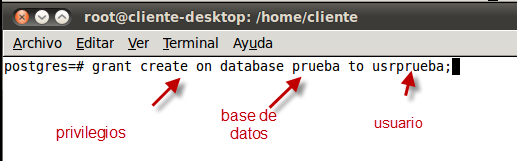 root@cliente-desktop: /home/cliente
Archivo Editar Ver Terminal Ayuda
postgres=# grant create on database prueba to usrprueba;
privilegios
base de
datos
usuario